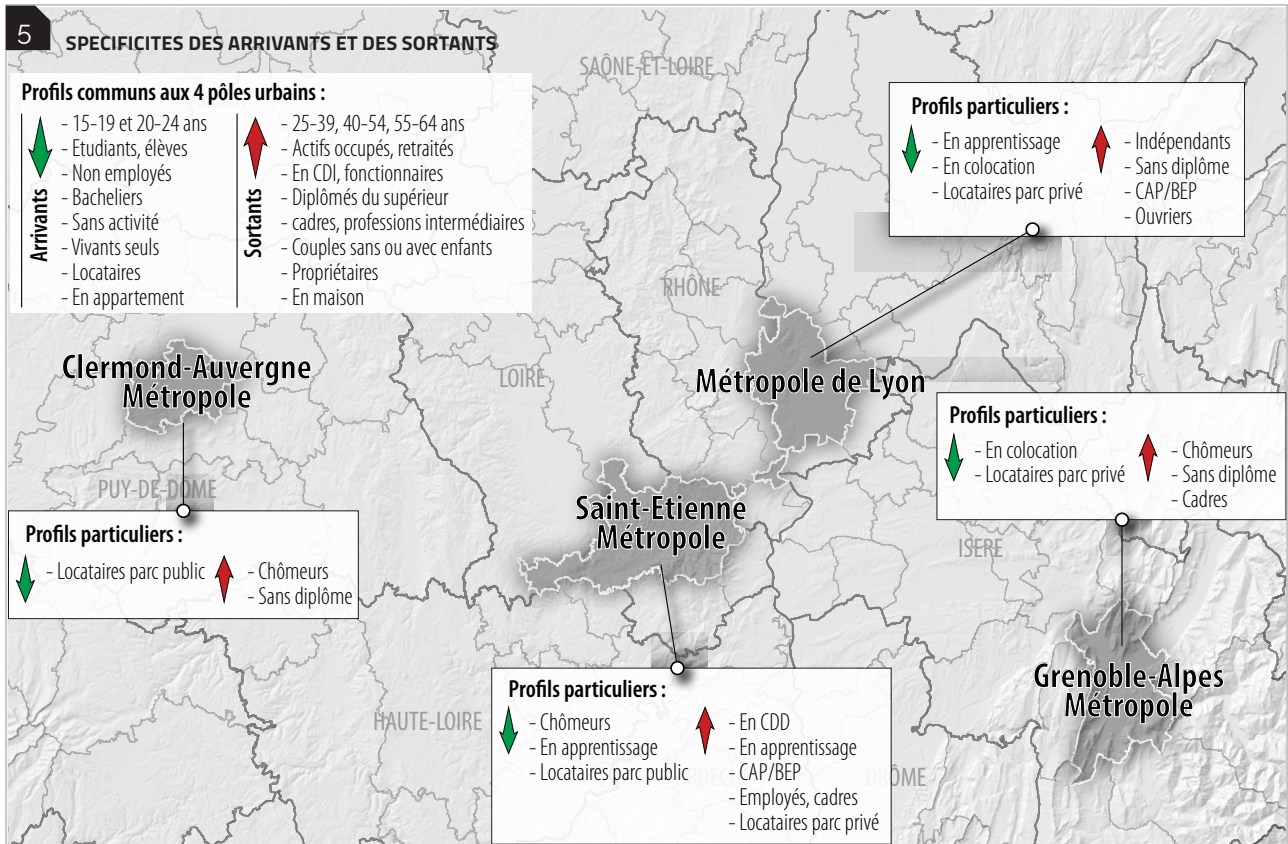 5
SPECIFICITES DES ARRIVANTS ET DES SORTANTS
Profils communs aux 4 pôles urbains :
Arrivants
- 15-19 et 20-24 ans
- Etudiants, élèves
- Non employés
- Bacheliers
- Sans activité
- Vivants seuls
- Locataires
- En appartement
Sortants
- 25-39, 40-54, 55-64 ans
- Actifs occupés, retraités
- En CDI, fonctionnaires
- Diplômés du supérieur
- cadres, professions intermédiaires
- Couples sans ou avec enfants
- Propriétaires
- En maison
SAÔNE-ET-LOIRE
Profils particuliers :
- En apprentissage
- En colocation
- Locataires parc privé
- Indépendants
- Sans diplôme
- CAP/BEP
- Ouvriers
AIN
RHÔNE
LOIRE
Clermond-Auvergne
Métropole
Métropole de Lyon
PUY-DE-DÔME
Profils particuliers :
- Locataires parc public
- Chômeurs
- Sans diplôme
Saint-Etienne
Métropole
Profils particuliers :
- En colocation
- Locataires parc privé
- Chômeurs
- Sans diplôme
- Cadres
ISERE
Grenoble-Alpes
Métropole
HAUTE-LOIRE
Profils particuliers :
- Chômeurs
- En apprentissage
- Locataires parc public
- En CDD
- En apprentissage
- CAP/BEP
- Employés, cadres
- Locataires parc privé
DRÔME